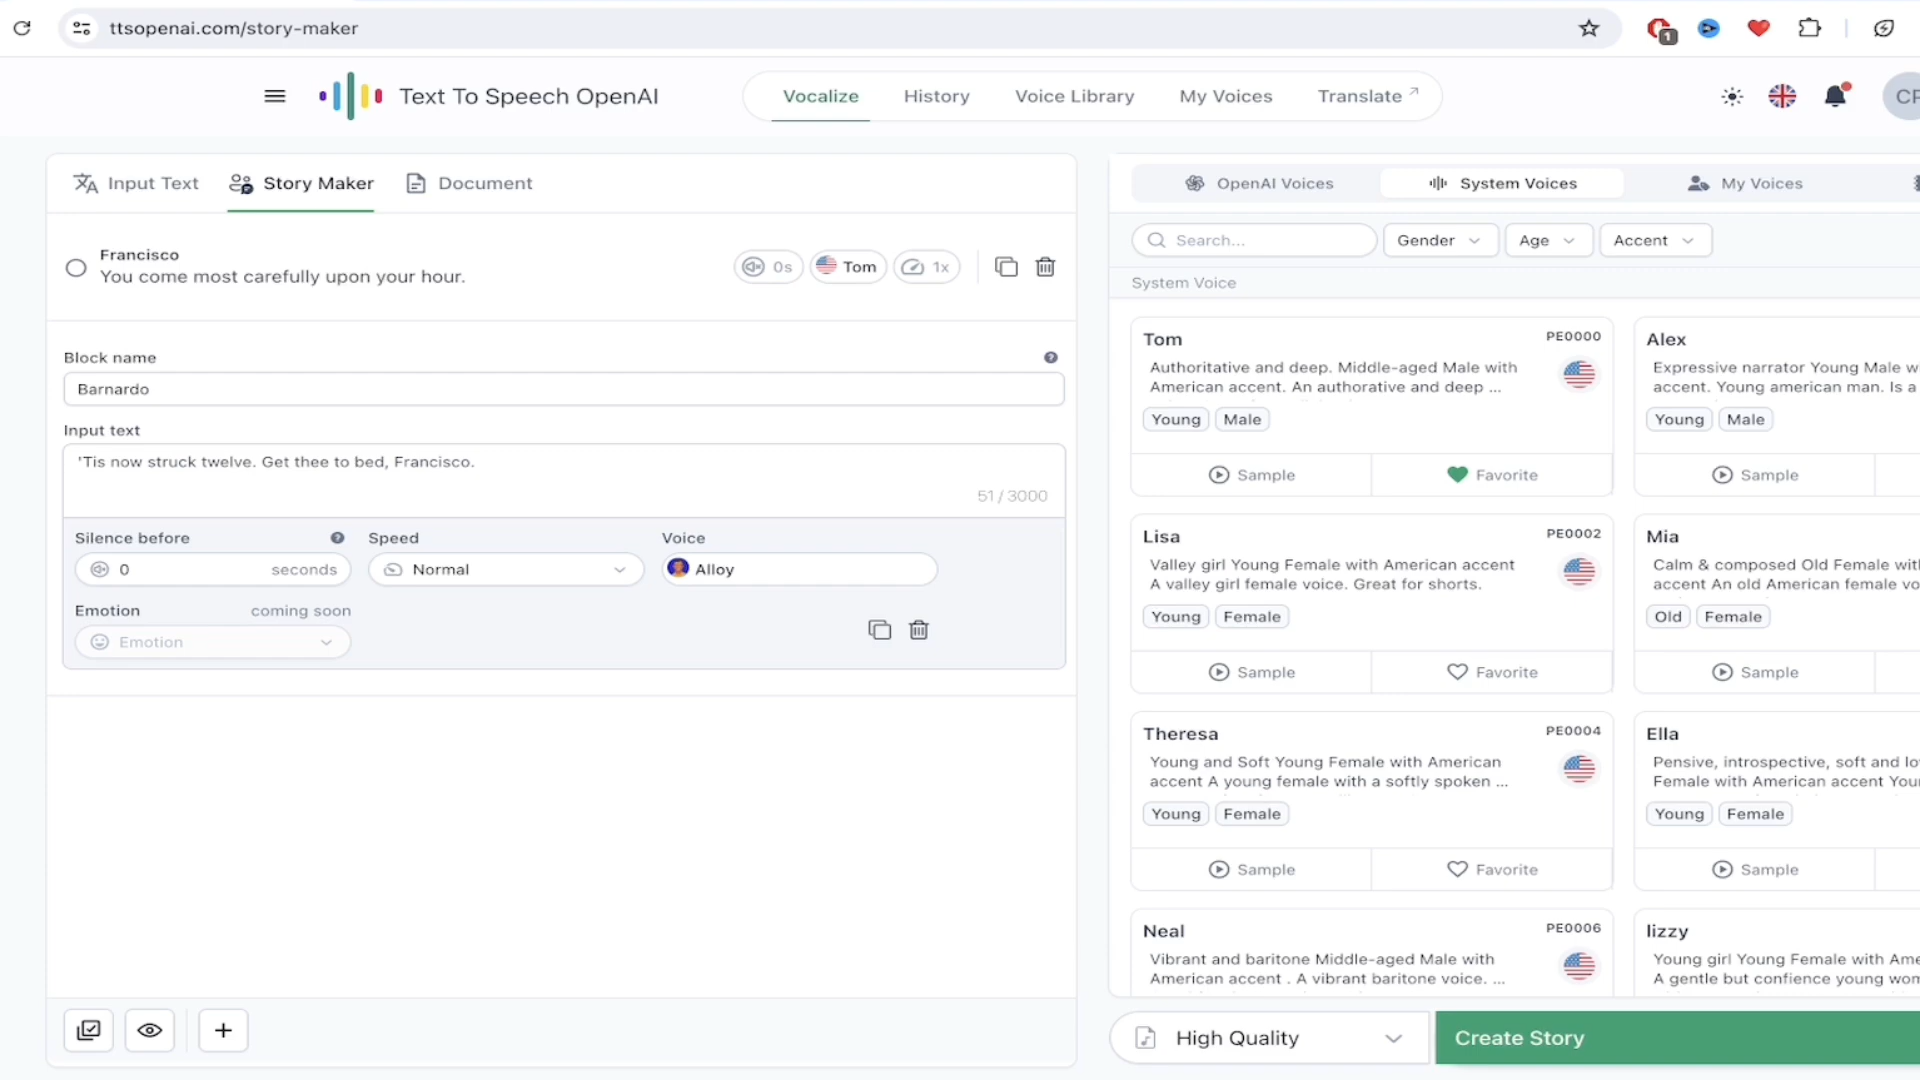 ttsopenai.com/story-maker
1
Text To Speech OpenAI
Vocalize
History
Voice Library
My Voices
Translate
CP
Input Text
Story Maker
Document
Francisco
You come most carefully upon your hour.
0s
Tom
1x
Block name
?
Barnardo
Input text
'Tis now struck twelve. Get thee to bed, Francisco.
51 / 3000
Silence before
?
Speed
Voice
0
seconds
Normal
Alloy
Emotion
coming soon
Emotion
OpenAI Voices
System Voices
My Voices
Search...
Gender
Age
Accent
System Voice
Tom
PE0000
Authoritative and deep. Middle-aged Male with
American accent. An authorative and deep ...
Young
Male
Sample
Favorite
Alex
Expressive narrator Young Male w
accent. Young american man. Is a
Young
Male
Sample
Lisa
PE0002
Valley girl Young Female with American accent
A valley girl female voice. Great for shorts.
Young
Female
Sample
Favorite
Mia
Calm & composed Old Female wit
accent An old American female vo
Old
Female
Sample
Theresa
PE0004
Young and Soft Young Female with American
accent A young female with a softly spoken ...
Young
Female
Sample
Favorite
Ella
Pensive, introspective, soft and lo
Female with American accent You
Young
Female
Sample
Neal
PE0006
Vibrant and baritone Middle-aged Male with
American accent . A vibrant baritone voice. ...
lizzy
Young girl Young Female with Ame
A gentle but confience young wom
High Quality
Create Story